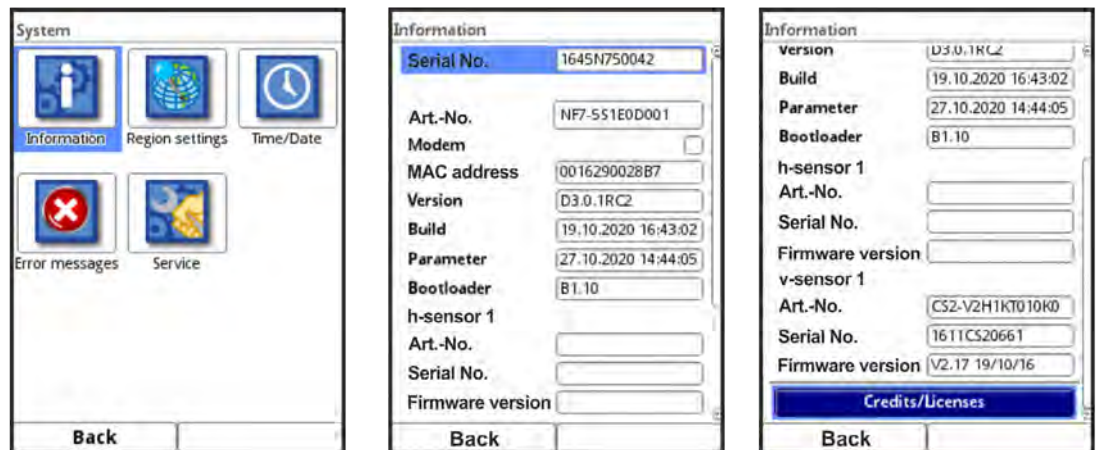 System
Information Region settings Time/Date
Error messages Service
Back
Information
Serial No. 1645N750042
Art.-No. NF7-5S1E0D001
Modem
MAC address 0016290028B7
Version D3.0.1RC2
Build 19.10.2020 16:43:02
Parameter 27.10.2020 14:44:05
Bootloader B1.10
h-sensor 1
Art.-No.
Serial No.
Firmware version
Back
Information
Version D3.0.1RC2
Build 19.10.2020 16:43:02
Parameter 27.10.2020 14:44:05
Bootloader B1.10
h-sensor 1
Art.-No.
Serial No.
Firmware version
v-sensor 1
Art.-No. CS2-V2H1KT010K0
Serial No. 1611CS20661
Firmware version V2.17 19/10/16
Credits/Licenses
Back